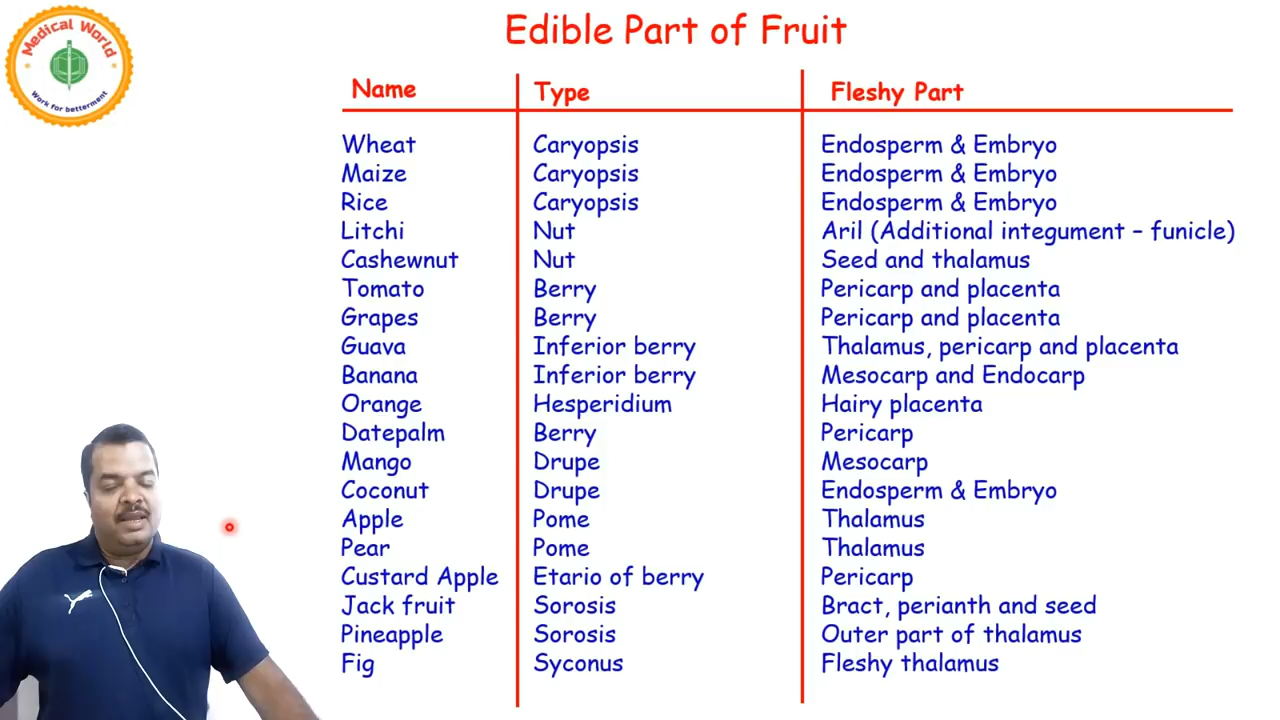 Medical World
Work for betterment
Edible Part of Fruit
Name Type Fleshy Part
Wheat Caryopsis Endosperm & Embryo
Maize Caryopsis Endosperm & Embryo
Rice Caryopsis Endosperm & Embryo
Litchi Nut Aril (Additional integument – funicle)
Cashewnut Nut Seed and thalamus
Tomato Berry Pericarp and placenta
Grapes Berry Pericarp and placenta
Guava Inferior berry Thalamus, pericarp and placenta
Banana Inferior berry Mesocarp and Endocarp
Orange Hesperidium Hairy placenta
Datepalm Berry Pericarp
Mango Drupe Mesocarp
Coconut Drupe Endosperm & Embryo
Apple Pome Thalamus
Pear Pome Thalamus
Custard Apple Etario of berry Pericarp
Jack fruit Sorosis Bract, perianth and seed
Pineapple Sorosis Outer part of thalamus
Fig Syconus Fleshy thalamus